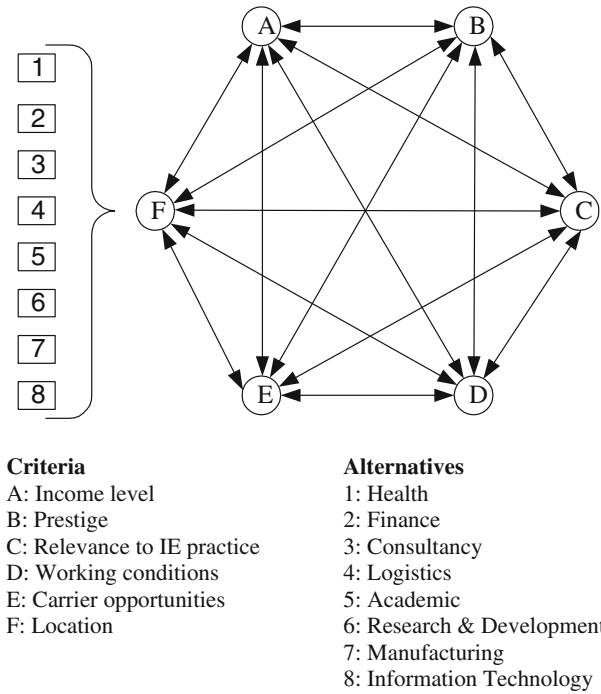 A
B
1
2
3
4
F
C
5
6
7
8
E
D
Criteria
A: Income level
B: Prestige
C: Relevance to IE practice
D: Working conditions
E: Carrier opportunities
F: Location
Alternatives
1: Health
2: Finance
3: Consultancy
4: Logistics
5: Academic
6: Research & Development
7: Manufacturing
8: Information Technology